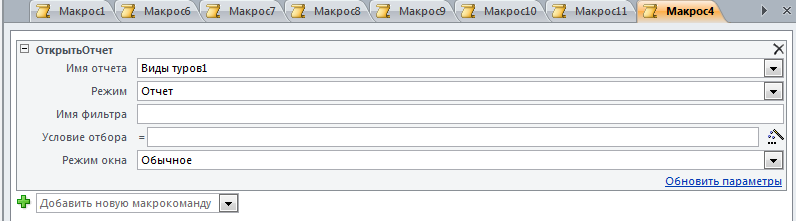 Макрос1 Макрос6 Макрос7 Макрос8 Макрос9 Макрос10 Макрос11 Макрос4
ОткрытьОтчет
Имя отчета Виды туров1
Режим Отчет
Имя фильтра
Условие отбора =
Режим окна Обычное
Обновить параметры
Добавить новую макрокоманду